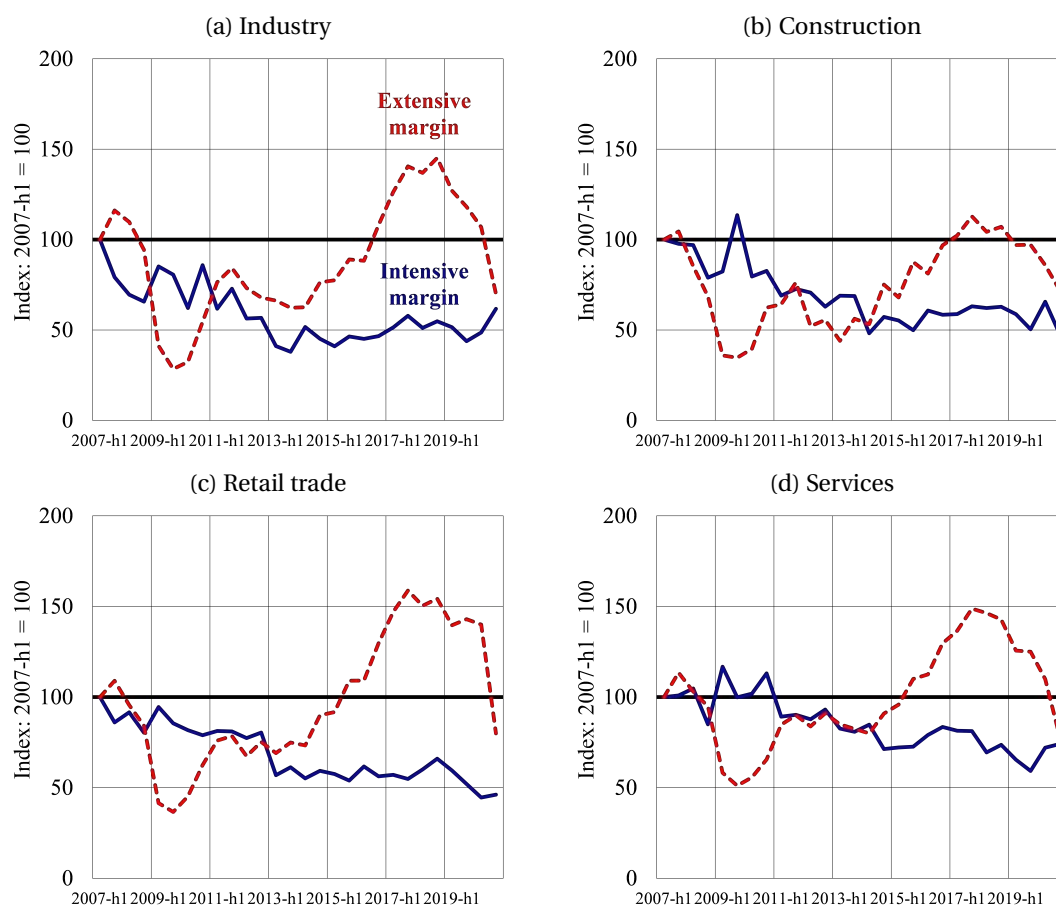 (a) Industry
200
150
100
50
0
Index: 2007-h1 = 100
Extensive
margin
Intensive
margin
2007-h1 2009-h1 2011-h1 2013-h1 2015-h1 2017-h1 2019-h1
(b) Construction
200
150
100
50
0
Index: 2007-h1 = 100
2007-h1 2009-h1 2011-h1 2013-h1 2015-h1 2017-h1 2019-h1
(c) Retail trade
200
150
100
50
0
Index: 2007-h1 = 100
2007-h1 2009-h1 2011-h1 2013-h1 2015-h1 2017-h1 2019-h1
(d) Services
200
150
100
50
0
Index: 2007-h1 = 100
2007-h1 2009-h1 2011-h1 2013-h1 2015-h1 2017-h1 2019-h1